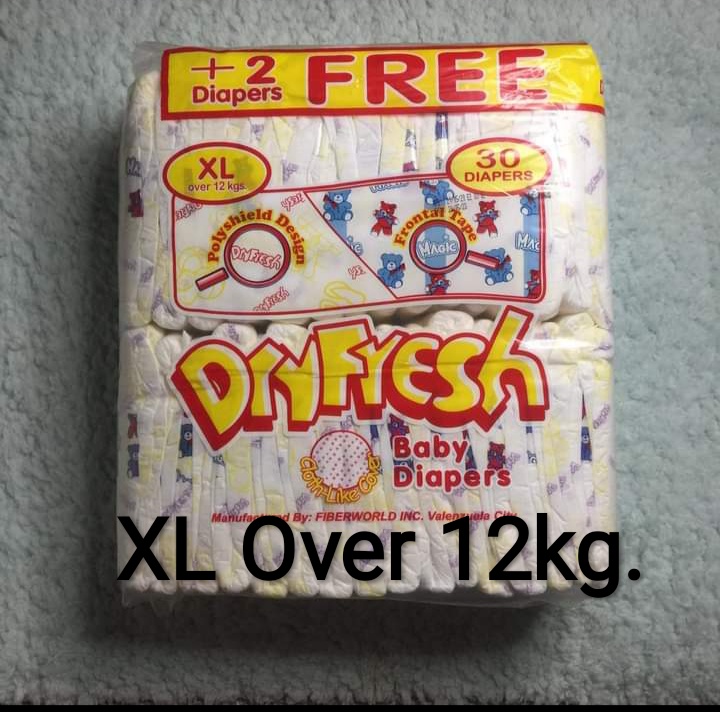 +2 FREE
Diapers
XL
over 12 kgs.
30
DIAPERS
Polyshield Design
DryFresh
Frontal Tape
MAGIC
DryFresh
Cloth-Like Cover
Baby
Diapers
Manufactured By: FIBERWORLD INC. Valenzuela City
XL Over 12kg.